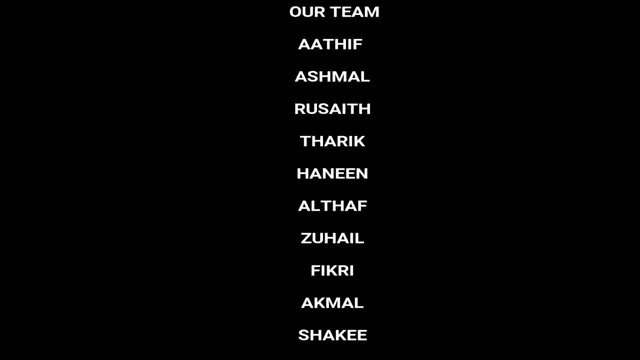 OUR TEAM
AATHIF
ASHMAL
RUSAITH
THARIK
HANEEN
ALTHAF
ZUHAIL
FIKRI
AKMAL
SHAKEE